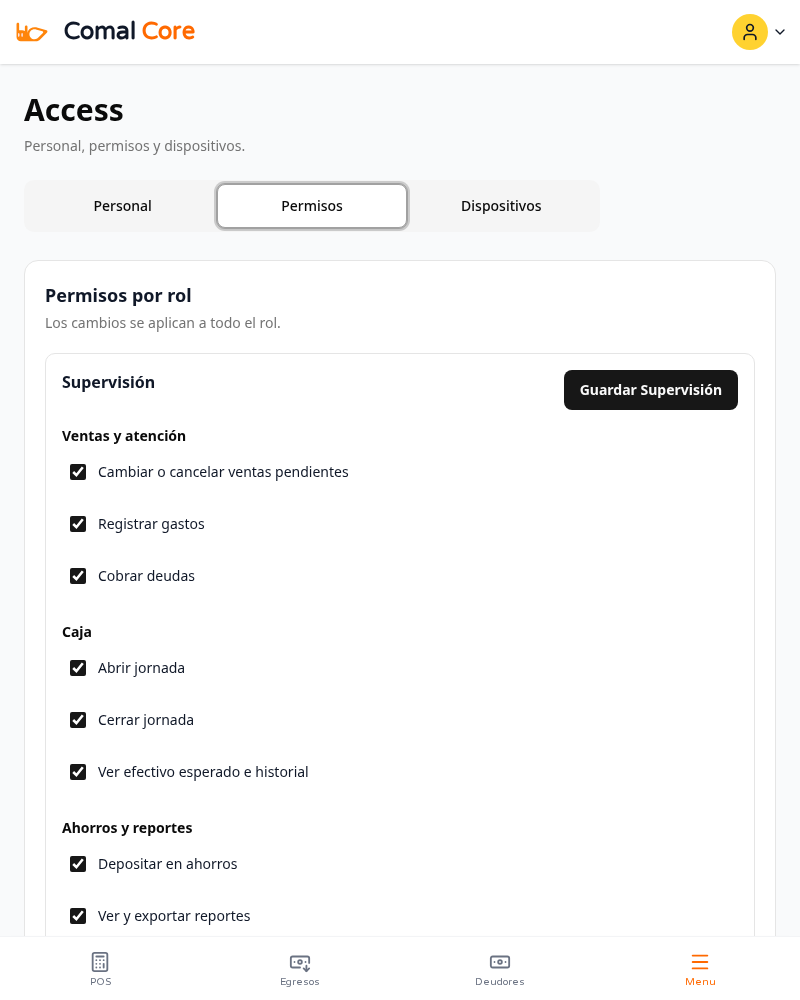 Comal Core
Access
Personal, permisos y dispositivos.
Personal
Permisos
Dispositivos
Permisos por rol
Los cambios se aplican a todo el rol.
Supervisión
Guardar Supervisión
Ventas y atención
Cambiar o cancelar ventas pendientes
Registrar gastos
Cobrar deudas
Caja
Abrir jornada
Cerrar jornada
Ver efectivo esperado e historial
Ahorros y reportes
Depositar en ahorros
Ver y exportar reportes
POS
Egresos
Deudores
Menu